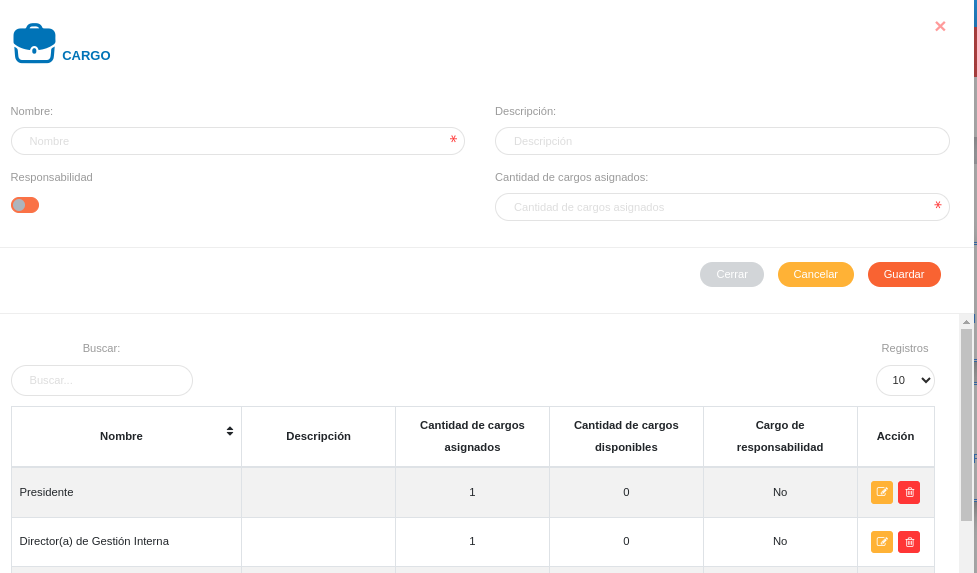 CARGO
×
Nombre:
Descripción:
Nombre *
Descripción
Responsabilidad
Cantidad de cargos asignados:
Cantidad de cargos asignados *
Cerrar
Cancelar
Guardar
Buscar:
Registros
Buscar...
10
Nombre
Descripción
Cantidad de cargos
asignados
Cantidad de cargos
disponibles
Cargo de
responsabilidad
Acción
Presidente 1 0 No
Director(a) de Gestión Interna 1 0 No